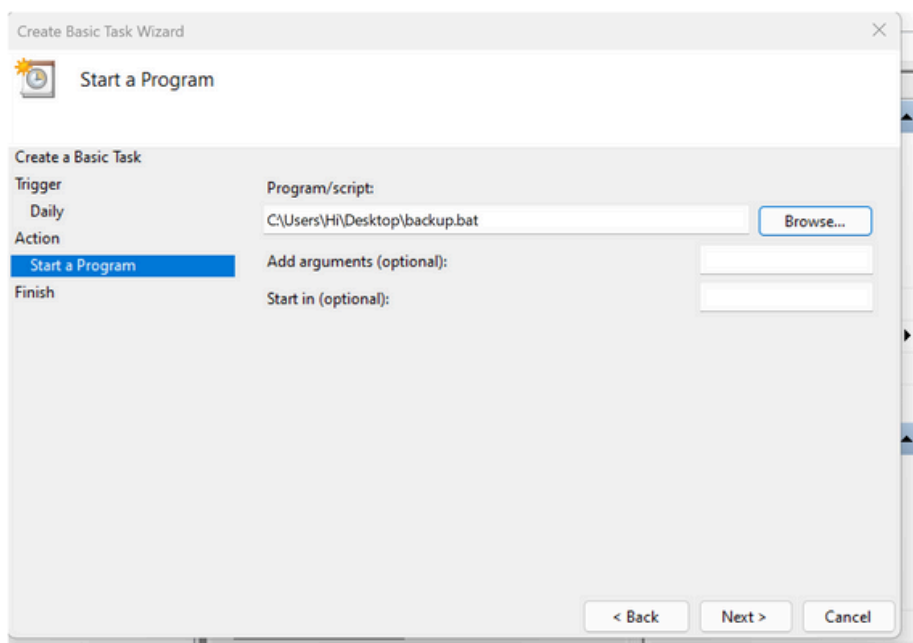 Create Basic Task Wizard
Start a Program
Create a Basic Task
Trigger
Daily
Action
Start a Program
Finish
Program/script:
C:\Users\Hi\Desktop\backup.bat
Browse...
Add arguments (optional):
Start in (optional):
< Back
Next >
Cancel